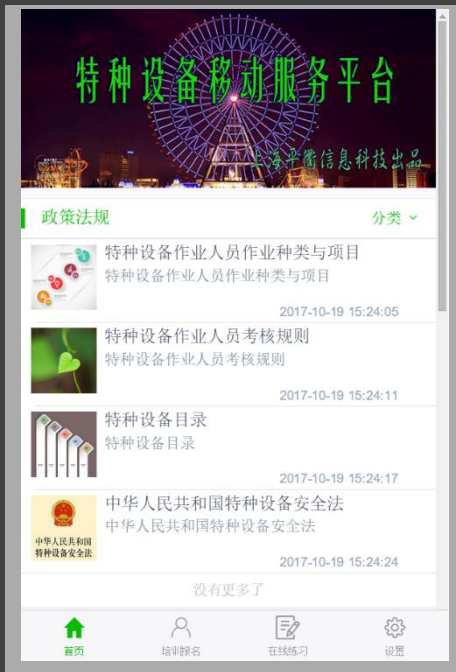 特种设备移动服务平台
上海平衢信息科技出品
政策法规
分类
特种设备作业人员作业种类与项目
特种设备作业人员作业种类与项目
2017-10-19 15:24:05
特种设备作业人员考核规则
特种设备作业人员考核规则
2017-10-19 15:24:11
特种设备目录
特种设备目录
2017-10-19 15:24:17
中华人民共和国特种设备安全法
中华人民共和国
特种设备安全法
中华人民共和国特种设备安全法
2017-10-19 15:24:24
没有更多了
首页
培训报名
在线练习
设置